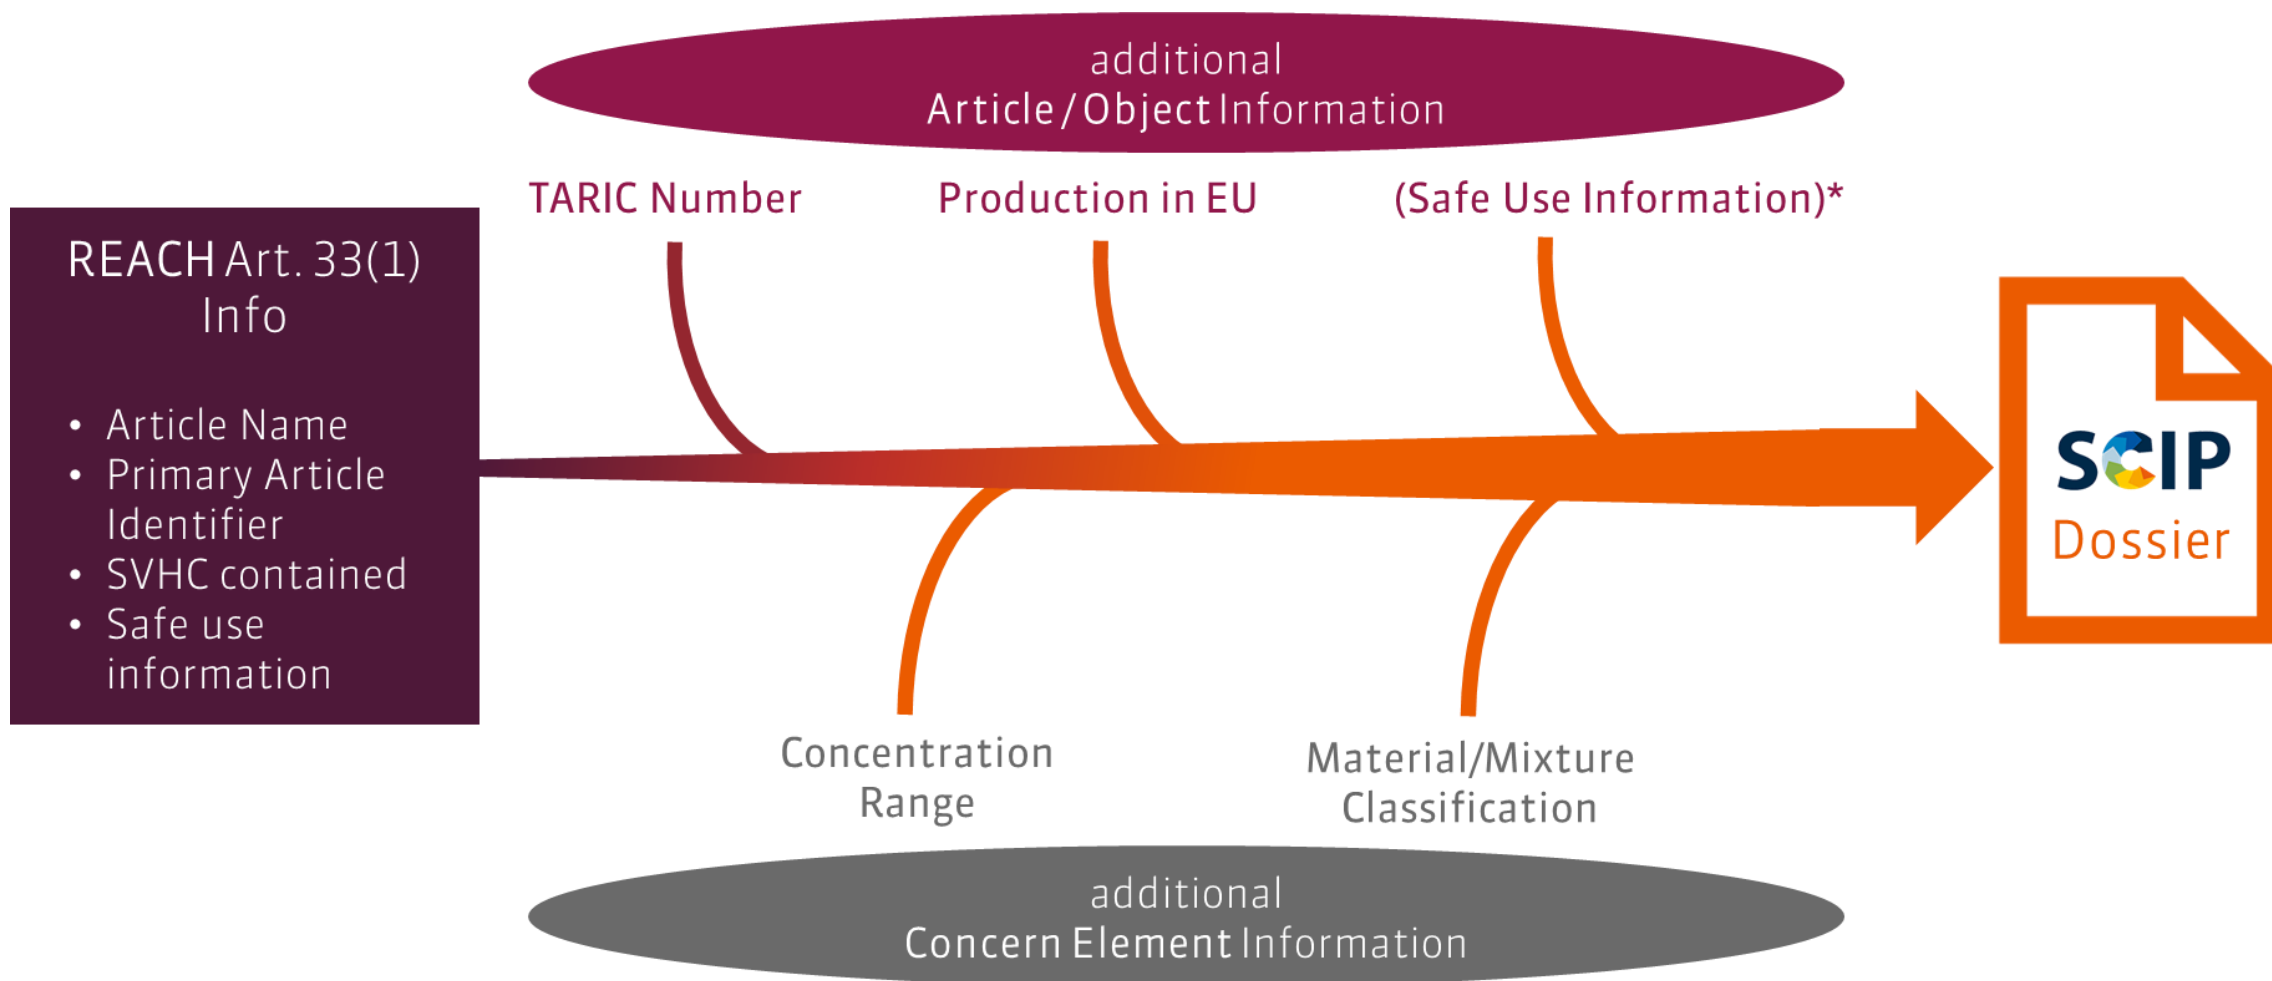 additional
Article/Object Information
TARIC Number
Production in EU
(Safe Use Information)*
REACH Art. 33(1)
Info
• Article Name
• Primary Article
Identifier
• SVHC contained
• Safe use
information
SCIP
Dossier
Concentration
Range
Material/Mixture
Classification
additional
Concern Element Information